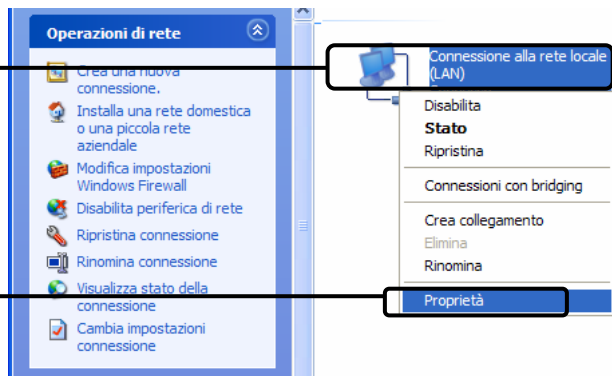 Operazioni di rete
Crea una nuova
connessione.
Installa una rete domestica
o una piccola rete
aziendale
Modifica impostazioni
Windows Firewall
Disabilita periferica di rete
Ripristina connessione
Rinomina connessione
Visualizza stato della
connessione
Cambia impostazioni
connessione
Connessione alla rete locale
(LAN)
Disabilita
Stato
Ripristina
Connessioni con bridging
Crea collegamento
Elimina
Rinomina
Proprietà